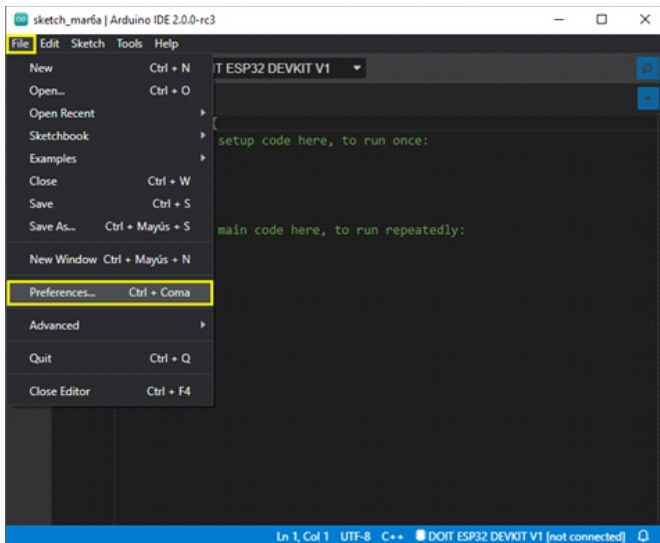 sketch_mar6a | Arduino IDE 2.0.0-rc3
File Edit Sketch Tools Help
New Ctrl + N
IT ESP32 DEVKIT V1
Open... Ctrl + O
Open Recent
{
Sketchbook
setup code here, to run once:
Examples
Close Ctrl + W
Save Ctrl + S
Save As... Ctrl + Mayús + S
main code here, to run repeatedly:
New Window Ctrl + Mayús + N
Preferences... Ctrl + Coma
Advanced
Quit Ctrl + Q
Close Editor Ctrl + F4
Ln 1, Col 1 UTF-8 C++ DOIT ESP32 DEVKIT V1 [not connected]